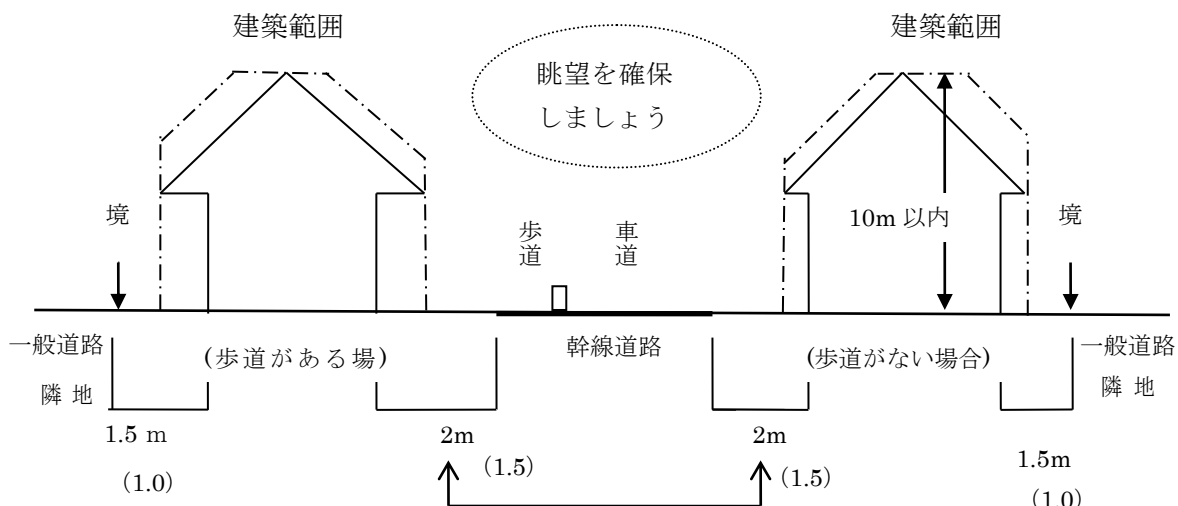 建築範囲
建築範囲
眺望を確保
しましょう
境
歩道
車道
10m 以内
境
一般道路
(歩道がある場)
幹線道路
(歩道がない場合)
一般道路
隣 地
隣 地
1.5 m
2m
2m
1.5m
(1.0)
(1.5)
(1.5)
(1.0)